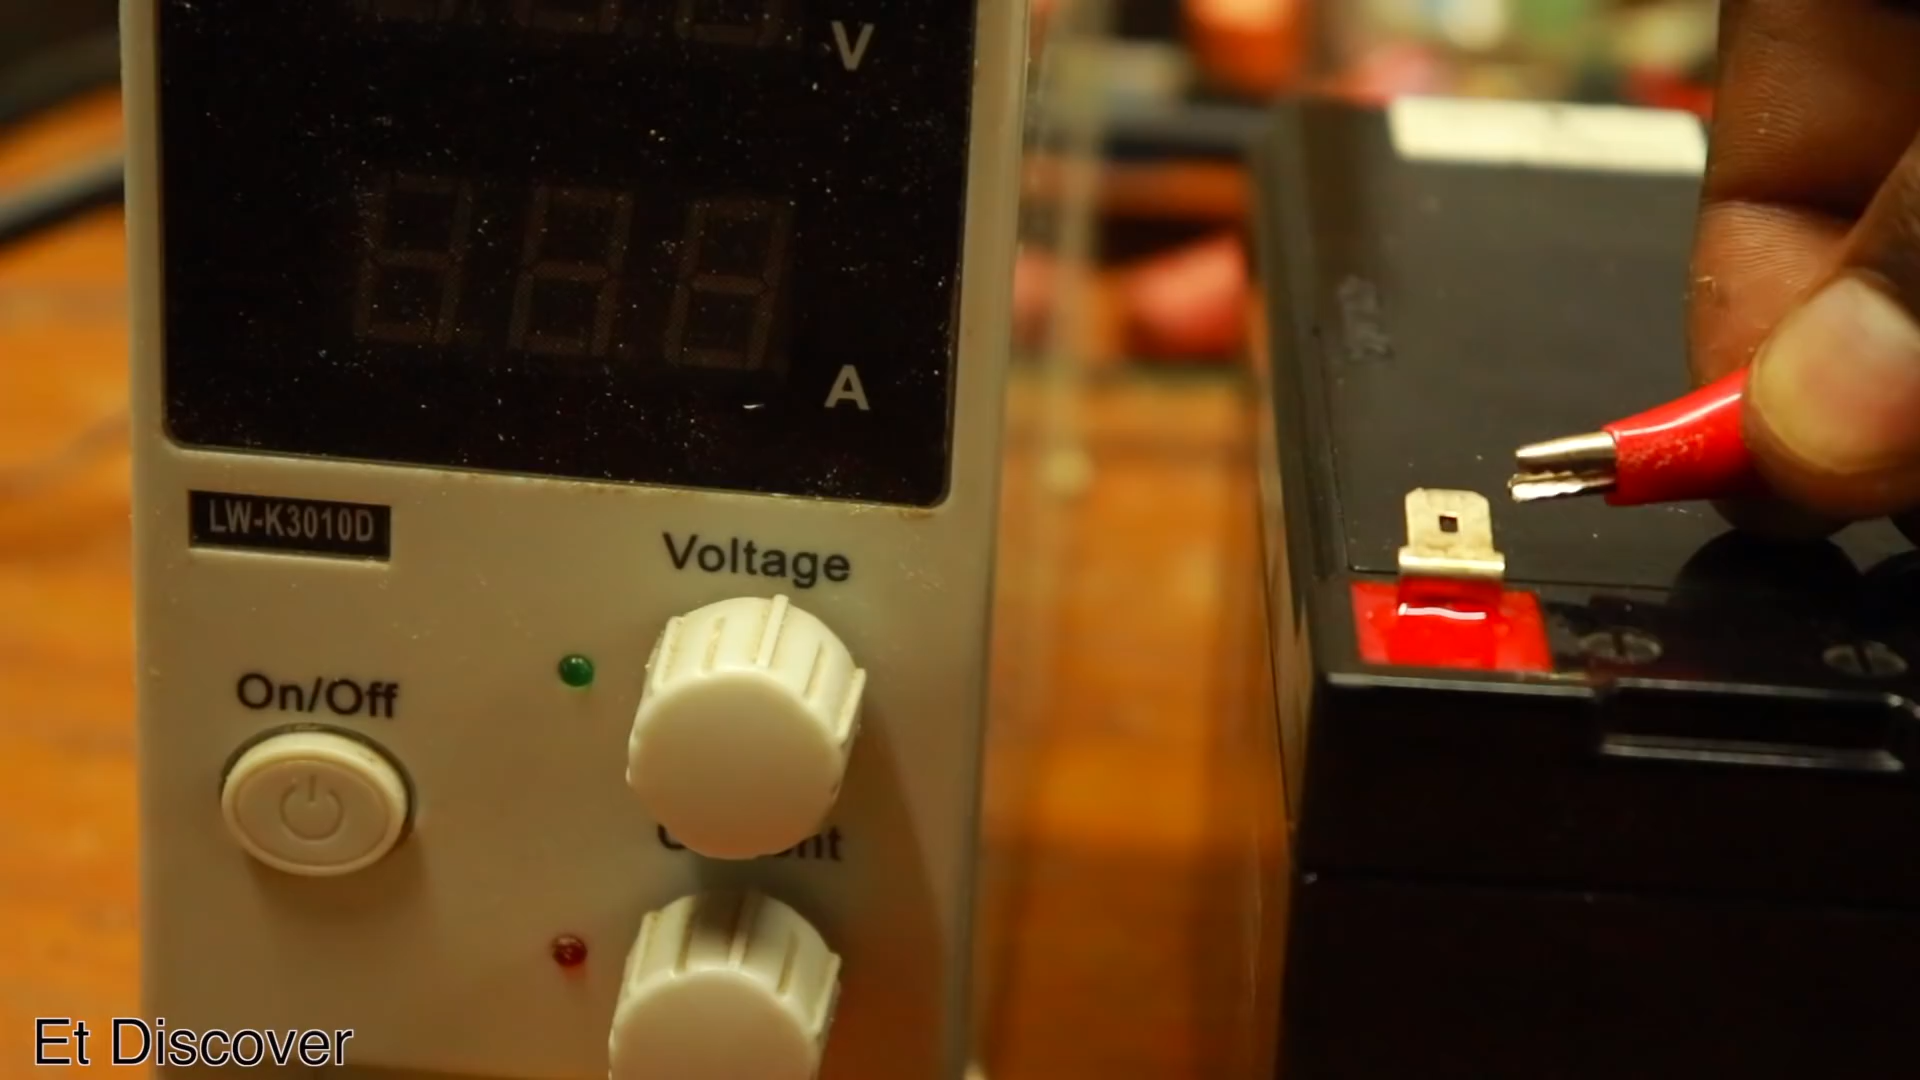 V
A
LW-K3010D
Voltage
On/Off
Et Discover